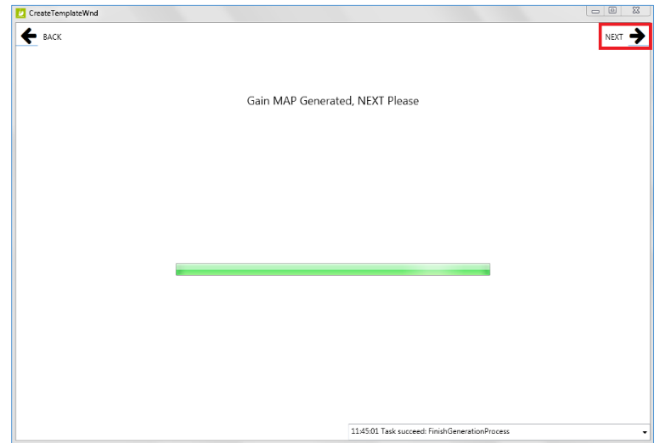 CreateTemplateWnd
BACK
NEXT
Gain MAP Generated, NEXT Please
11:45:01 Task succeed: FinishGenerationProcess